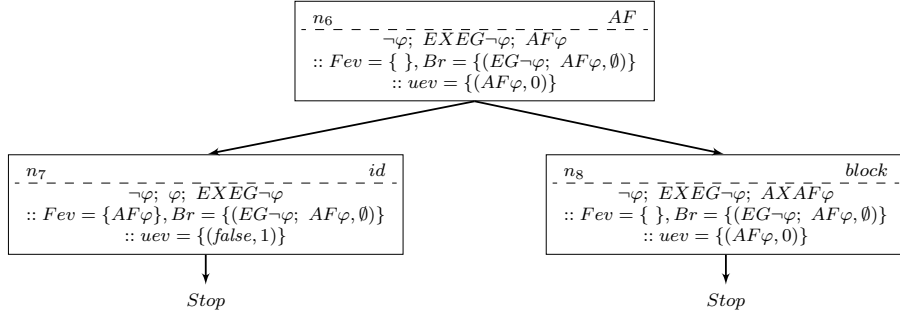 n₆ AF
¬φ; EXEG¬φ; AFφ
:: Fev = { }, Br = {(EG¬φ; AFφ, ∅)}
:: uev = {(AFφ, 0)}
n₇ id
¬φ; φ; EXEG¬φ
:: Fev = {AFφ}, Br = {(EG¬φ; AFφ, ∅)}
:: uev = {(false, 1)}
n₈ block
¬φ; EXEG¬φ; AXAFφ
:: Fev = { }, Br = {(EG¬φ; AFφ, ∅)}
:: uev = {(AFφ, 0)}
Stop
Stop